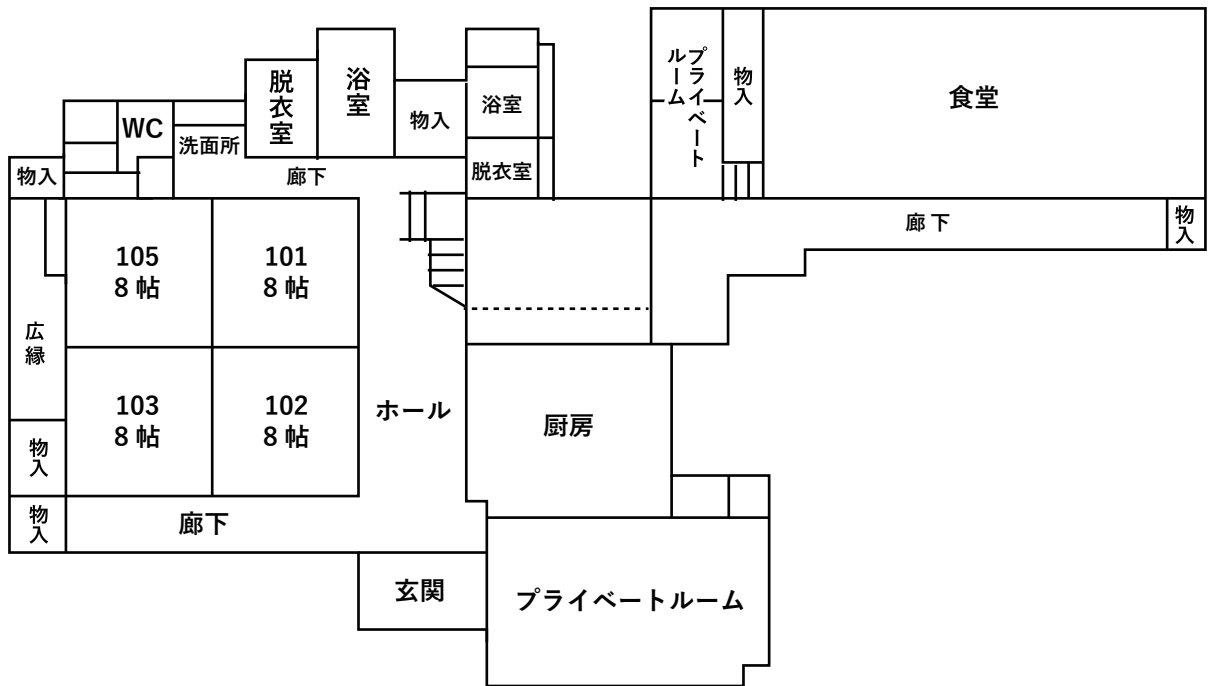 プライベート
ルーム
物入
食堂
脱衣室
浴室
浴室
物入
WC
洗面所
脱衣室
物入
廊下
廊下
物入
105
8 帖
101
8 帖
広縁
103
8 帖
102
8 帖
ホール
厨房
物入
物入
廊下
玄関
プライベートルーム